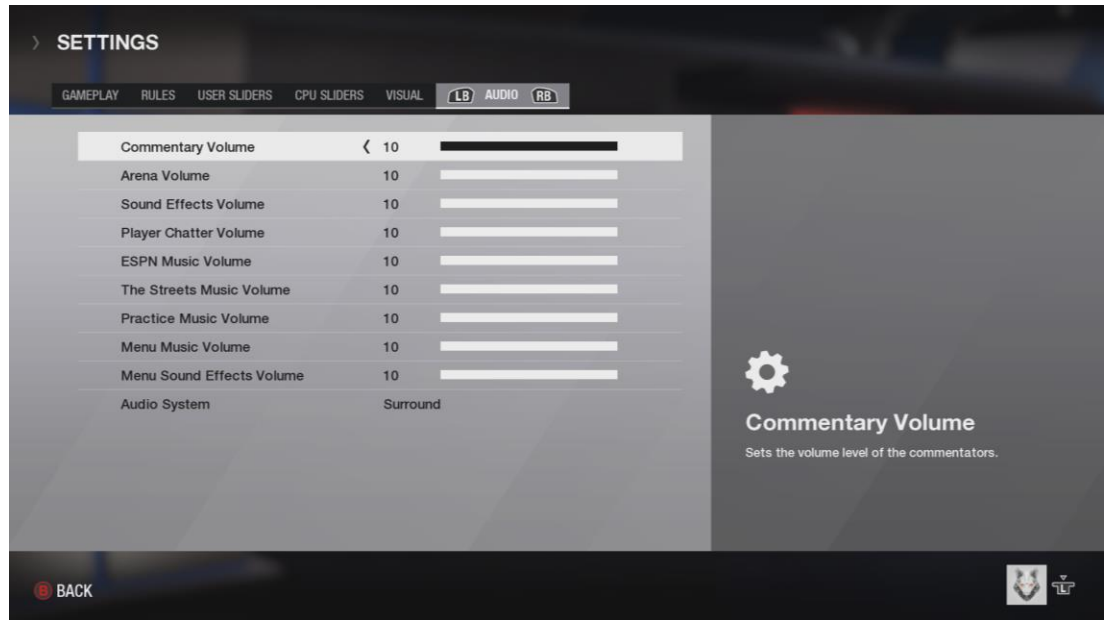 SETTINGS
GAMEPLAY RULES USER SLIDERS CPU SLIDERS VISUAL LB AUDIO RB
Commentary Volume 10
Arena Volume 10
Sound Effects Volume 10
Player Chatter Volume 10
ESPN Music Volume 10
The Streets Music Volume 10
Practice Music Volume 10
Menu Music Volume 10
Menu Sound Effects Volume 10
Audio System Surround
Commentary Volume
Sets the volume level of the commentators.
B BACK
L